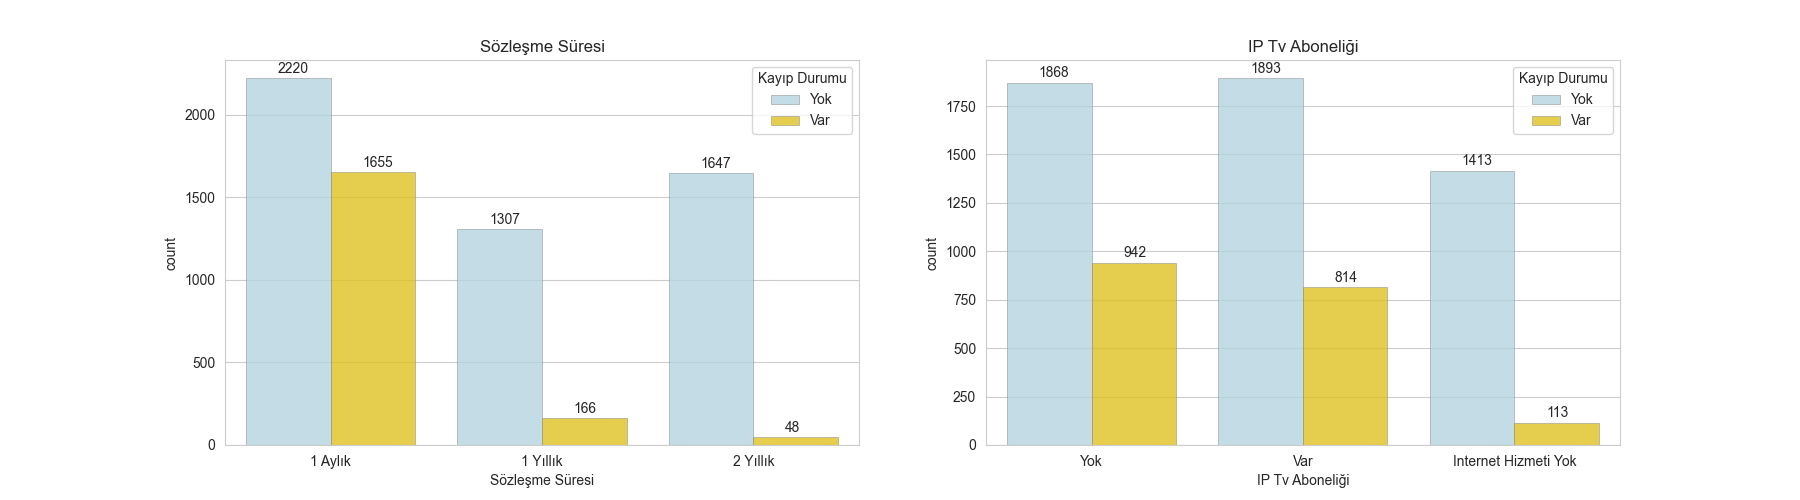 Sözleşme Süresi
2220
1655
1307
166
1647
48
Kayıp Durumu
Yok
Var
2000
1500
1000
500
0
count
1 Aylık
1 Yıllık
2 Yıllık
Sözleşme Süresi
IP Tv Aboneliği
1868
942
1893
814
1413
113
Kayıp Durumu
Yok
Var
1750
1500
1250
1000
750
500
250
0
count
Yok
Var
Internet Hizmeti Yok
IP Tv Aboneliği